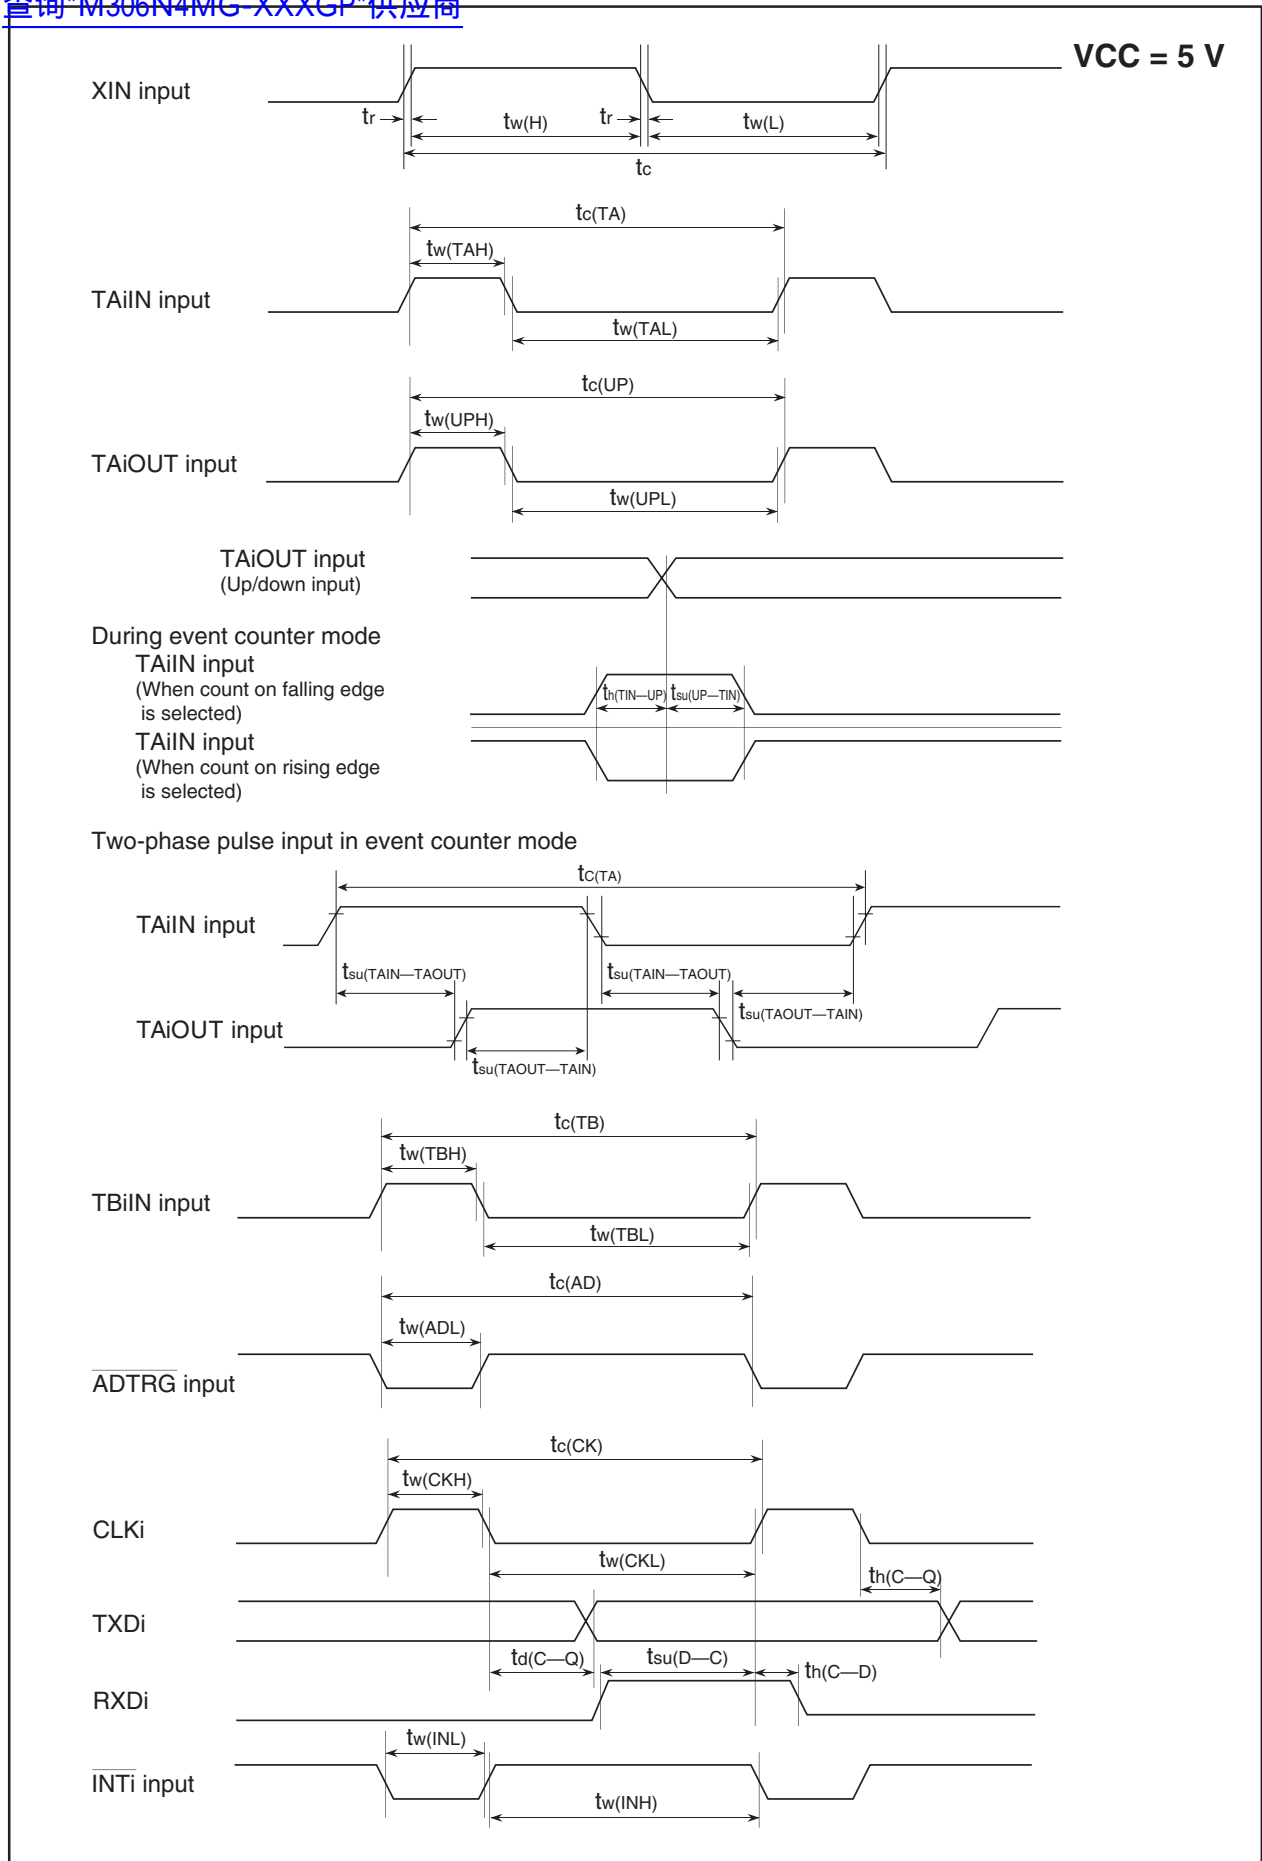 查询"M306N4MG-XXXGP"供应商
VCC = 5 V
XIN input
tr
tw(H)
tr
tw(L)
tc
tc(TA)
tw(TAH)
TAiIN input
tw(TAL)
tc(UP)
tw(UPH)
TAiOUT input
tw(UPL)
TAiOUT input
(Up/down input)
During event counter mode
TAiIN input
(When count on falling edge
is selected)
th(TIN—UP)
tsu(UP—TIN)
TAiIN input
(When count on rising edge
is selected)
Two-phase pulse input in event counter mode
tC(TA)
TAiIN input
tsu(TAIN—TAOUT)
tsu(TAIN—TAOUT)
tsu(TAOUT—TAIN)
TAiOUT input
tsu(TAOUT—TAIN)
tc(TB)
tw(TBH)
TBiIN input
tw(TBL)
tc(AD)
tw(ADL)
ADTRG input
tc(CK)
tw(CKH)
CLKi
tw(CKL)
th(C—Q)
TXDi
td(C—Q)
tsu(D—C)
th(C—D)
RXDi
tw(INL)
INTi input
tw(INH)